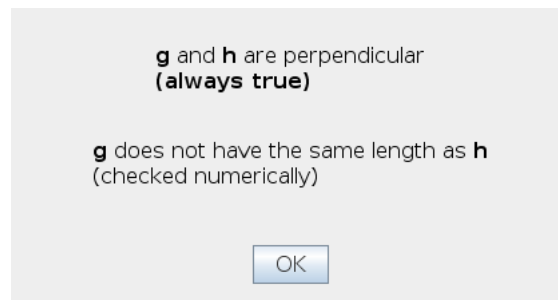 g and h are perpendicular
(always true)
g does not have the same length as h
(checked numerically)
OK